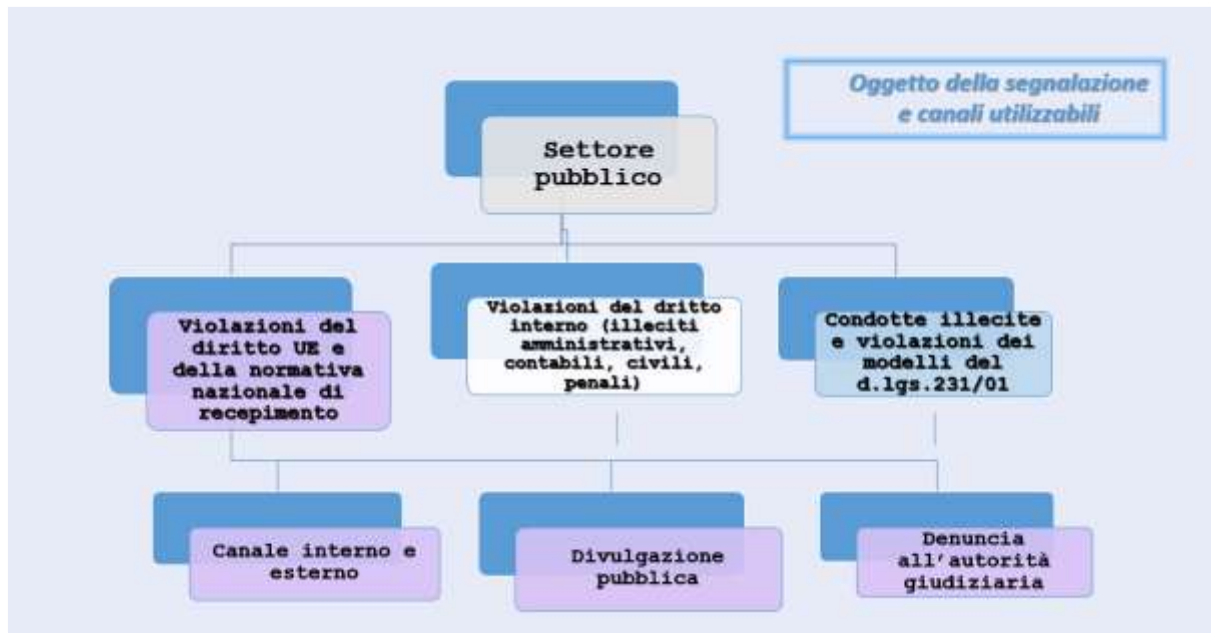 Oggetto della segnalazione
e canali utilizzabili
Settore
pubblico
Violazioni del
diritto UE e
della normativa
nazionale di
recepimento
Violazioni del dritto
interno (illeciti
amministrativi,
contabili, civili,
penali)
Condotte illecite
e violazioni dei
modelli del
d.lgs.231/01
Canale interno e
esterno
Divulgazione
pubblica
Denuncia
all'autorità
giudiziaria